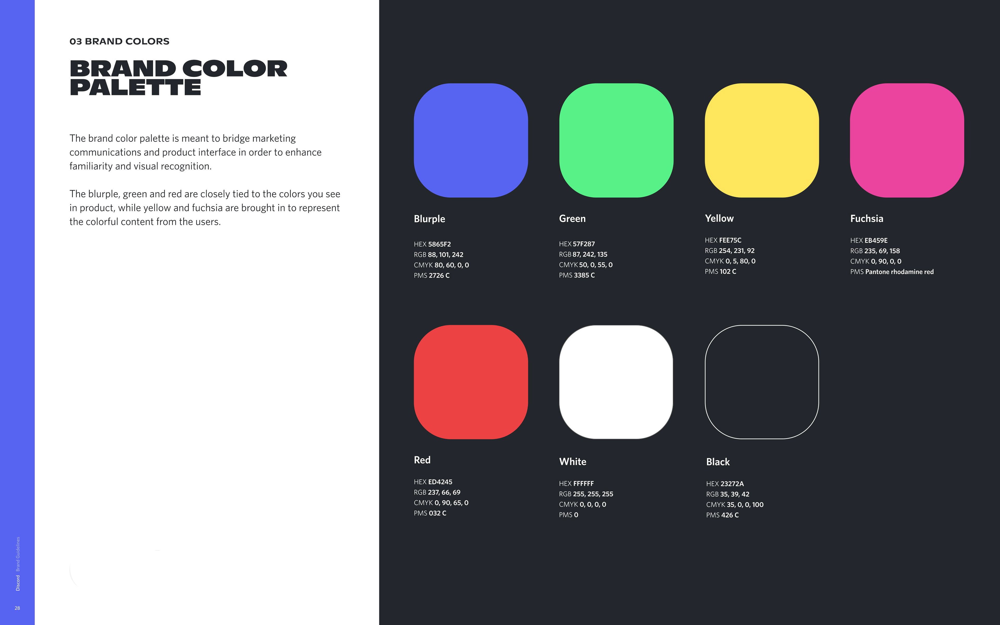 03 BRAND COLORS
BRAND COLOR
PALETTE
The brand color palette is meant to bridge marketing
communications and product interface in order to enhance
familiarity and visual recognition.
The blurple, green and red are closely tied to the colors you see
in product, while yellow and fuchsia are brought in to represent
the colorful content from the users.
Blurple
HEX 5865F2
RGB 88, 101, 242
CMYK 80, 60, 0, 0
PMS 2726 C
Green
HEX 57F287
RGB 87, 242, 135
CMYK 50, 0, 55, 0
PMS 3385 C
Yellow
HEX FEE75C
RGB 254, 231, 92
CMYK 0, 5, 80, 0
PMS 102 C
Fuchsia
HEX EB459E
RGB 235, 69, 158
CMYK 0, 90, 0, 0
PMS Pantone rhodamine red
Red
HEX ED4245
RGB 237, 66, 69
CMYK 0, 90, 65, 0
PMS 032 C
White
HEX FFFFFF
RGB 255, 255, 255
CMYK 0, 0, 0, 0
PMS 0
Black
HEX 23272A
RGB 35, 39, 42
CMYK 35, 0, 0, 100
PMS 426 C
Discord Brand Guidelines
28